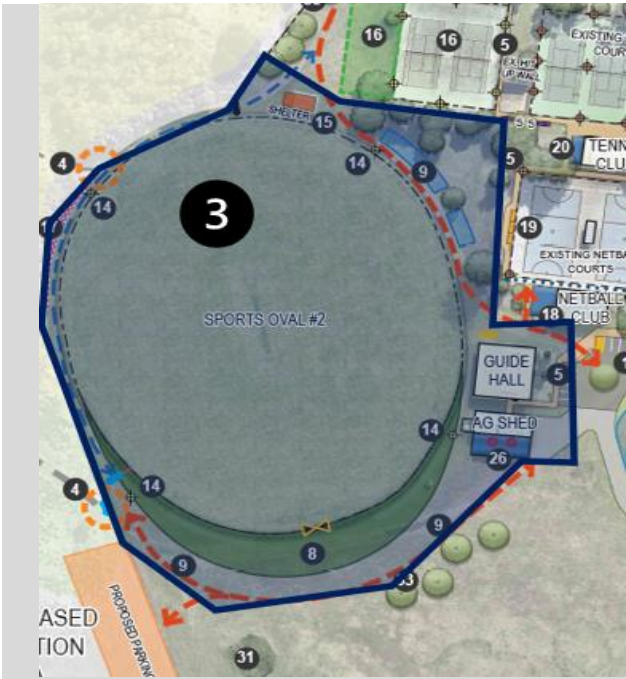 16
16
5
EXISTING
COUR
EX. HIT
UP WALL
SHELTER
15
S S
20
TENN
CLU
14
9
5
4
14
3
19
EXISTING NETBA
COURTS
SPORTS OVAL #2
NETBALL
CLUB
18
GUIDE
HALL
5
1
AG SHED
14
26
4
14
9
8
9
33
PROPOSED PARKING
ASED
TION
31